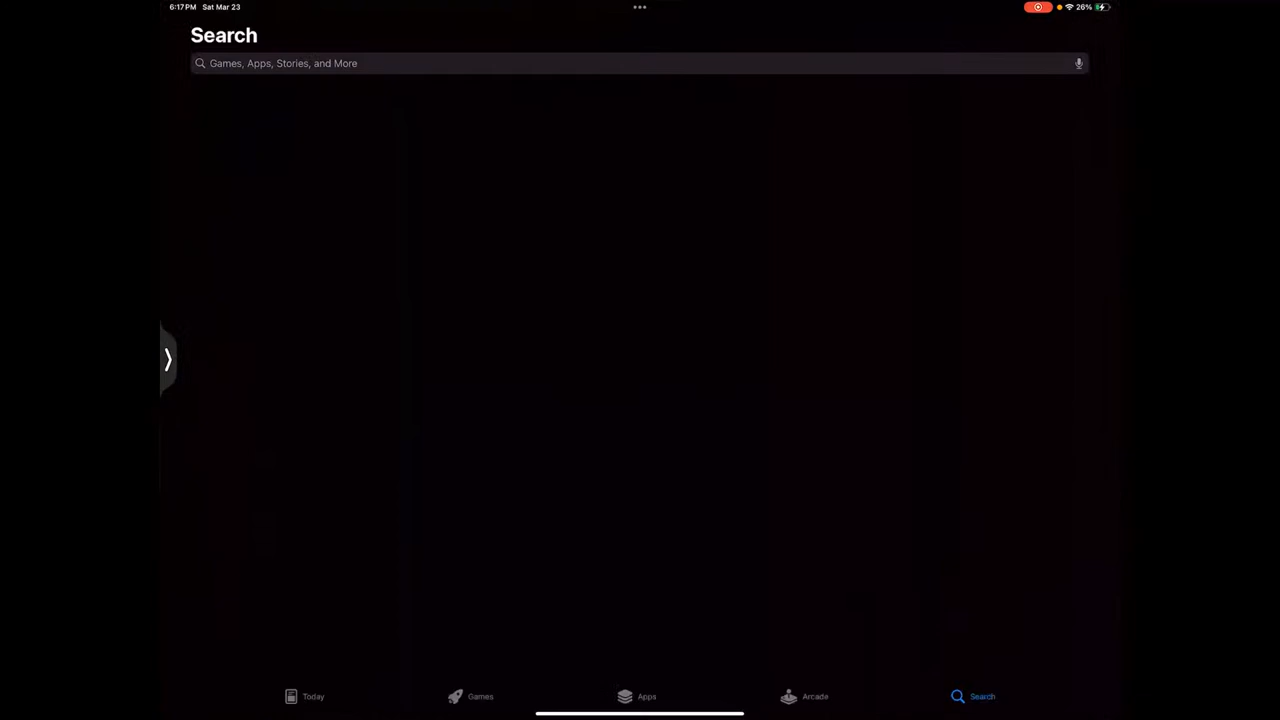 6:17 PM Sat Mar 23
26%
Search
Games, Apps, Stories, and More
Today Games Apps Arcade Search